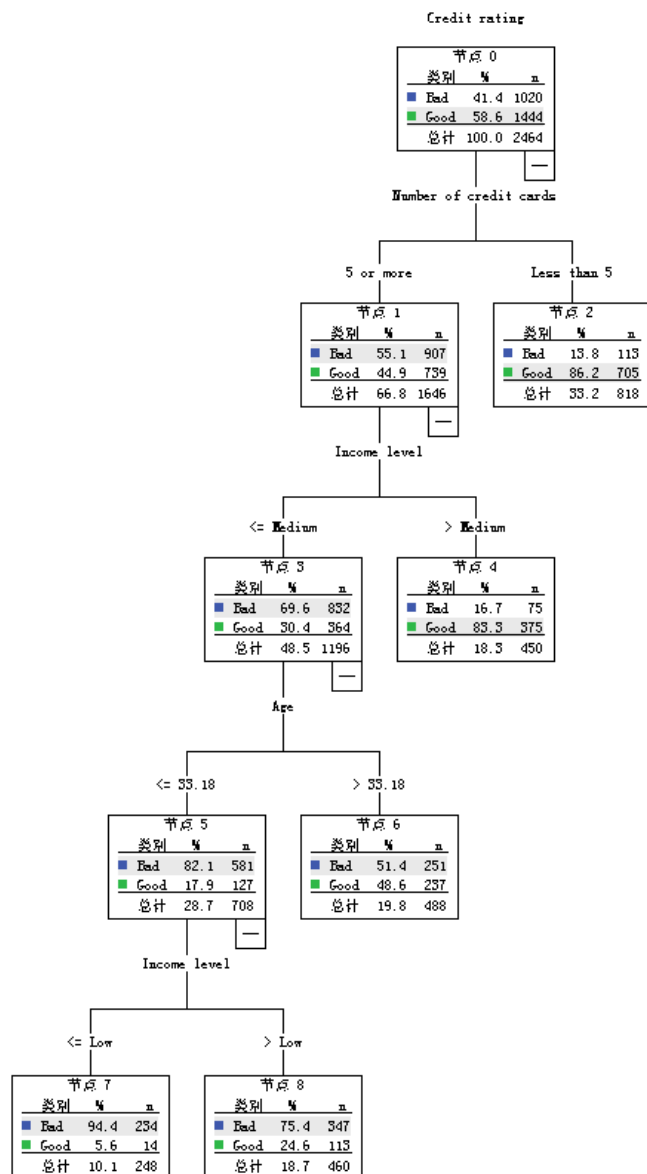 Credit rating
节点 0
类别 % n
Bad 41.4 1020
Good 58.6 1444
总计 100.0 2464
Number of credit cards
5 or more
Less than 5
节点 1
类别 % n
Bad 55.1 907
Good 44.9 739
总计 66.8 1646
节点 2
类别 % n
Bad 13.8 113
Good 86.2 705
总计 33.2 818
Income level
<= Medium
> Medium
节点 3
类别 % n
Bad 69.6 832
Good 30.4 364
总计 48.5 1196
节点 4
类别 % n
Bad 16.7 75
Good 83.3 375
总计 18.3 450
Age
<= 33.18
> 33.18
节点 5
类别 % n
Bad 82.1 581
Good 17.9 127
总计 28.7 708
节点 6
类别 % n
Bad 51.4 251
Good 48.6 237
总计 19.8 488
Income level
<= Low
> Low
节点 7
类别 % n
Bad 94.4 234
Good 5.6 14
总计 10.1 248
节点 8
类别 % n
Bad 75.4 347
Good 24.6 113
总计 18.7 460